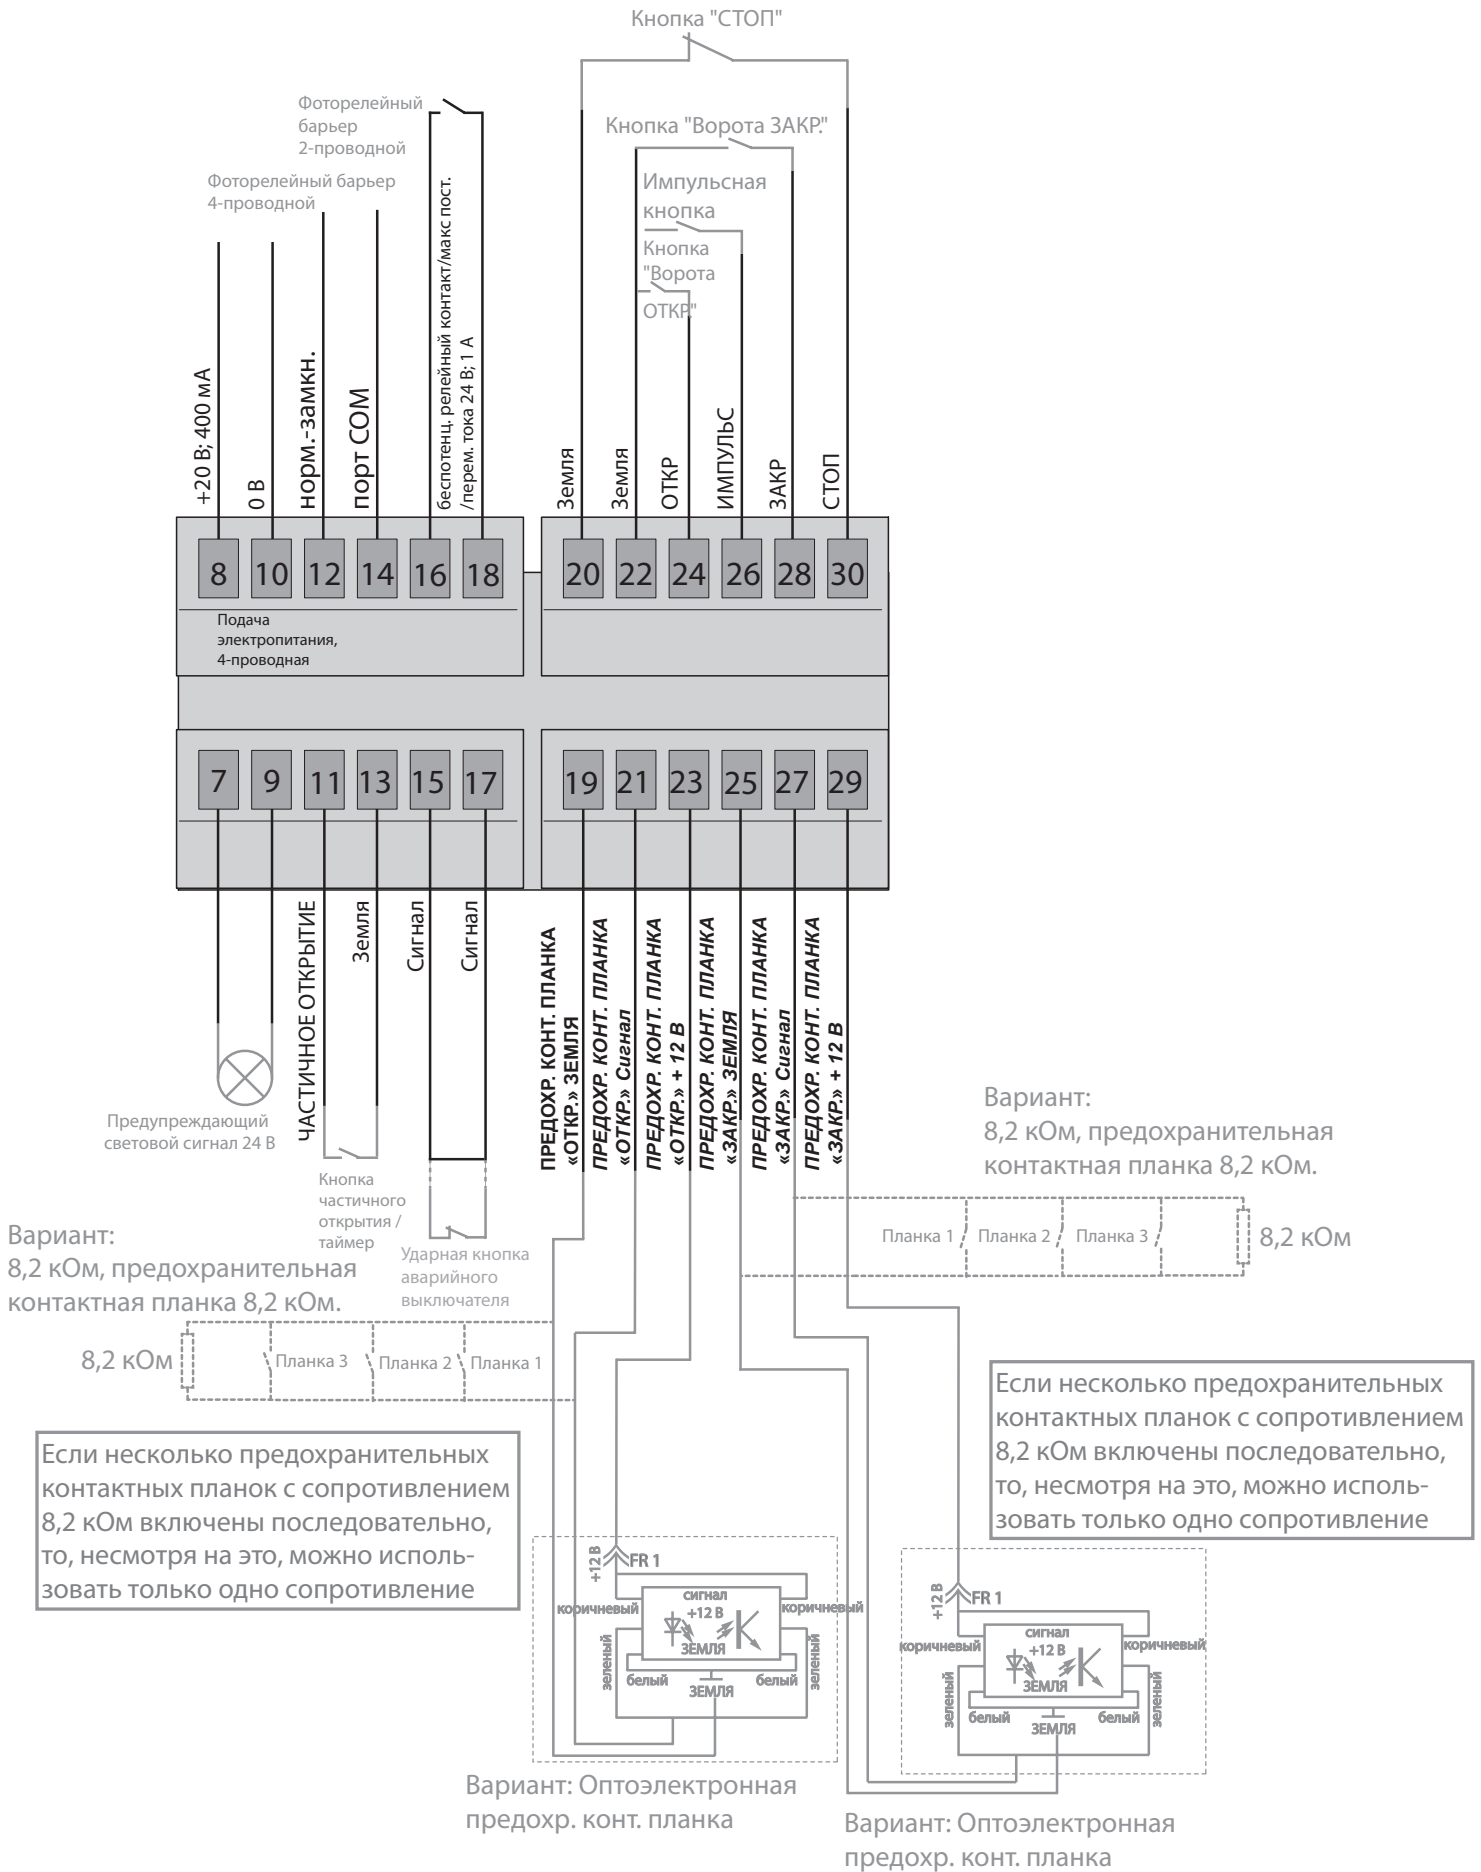 Кнопка "СТОП"
Фоторелейный
барьер
2-проводной
Кнопка "Ворота ЗАКР."
Фоторелейный барьер
4-проводной
Импульсная
кнопка
Кнопка
"Ворота
ОТКР."
+20 В; 400 мА
0 В
норм.-замкн.
порт COM
беспотенц. релейный контакт/макс пост.
/перем. тока 24 В; 1 А
Земля
Земля
ОТКР
ИМПУЛЬС
ЗАКР
СТОП
8
10
12
14
16
18
20
22
24
26
28
30
Подача
электропитания,
4-проводная
7
9
11
13
15
17
19
21
23
25
27
29
ЧАСТИЧНОЕ ОТКРЫТИЕ
Земля
Сигнал
Сигнал
ПРЕДОХР. КОНТ. ПЛАНКА
«ОТКР.» ЗЕМЛЯ
ПРЕДОХР. КОНТ. ПЛАНКА
«ОТКР.» Сигнал
ПРЕДОХР. КОНТ. ПЛАНКА
«ОТКР.» + 12 В
ПРЕДОХР. КОНТ. ПЛАНКА
«ЗАКР.» ЗЕМЛЯ
ПРЕДОХР. КОНТ. ПЛАНКА
«ЗАКР.» Сигнал
ПРЕДОХР. КОНТ. ПЛАНКА
«ЗАКР.» + 12 В
Предупреждающий
световой сигнал 24 В
Кнопка
частичного
открытия /
таймер
Ударная кнопка
аварийного
выключателя
Вариант:
8,2 кОм, предохранительная
контактная планка 8,2 кОм.
Планка 1
Планка 2
Планка 3
8,2 кОм
Вариант:
8,2 кОм, предохранительная
контактная планка 8,2 кОм.
8,2 кОм
Планка 3
Планка 2
Планка 1
Если несколько предохранительных
контактных планок с сопротивлением
8,2 кОм включены последовательно,
то, несмотря на это, можно исполь-
зовать только одно сопротивление
Если несколько предохранительных
контактных планок с сопротивлением
8,2 кОм включены последовательно,
то, несмотря на это, можно исполь-
зовать только одно сопротивление
+12 В
FR 1
коричневый
сигнал
+12 В
ЗЕМЛЯ
коричневый
зеленый
белый
ЗЕМЛЯ
белый
зеленый
Вариант: Оптоэлектронная
предохр. конт. планка
+12 В
FR 1
коричневый
сигнал
+12 В
ЗЕМЛЯ
коричневый
зеленый
белый
ЗЕМЛЯ
белый
зеленый
Вариант: Оптоэлектронная
предохр. конт. планка